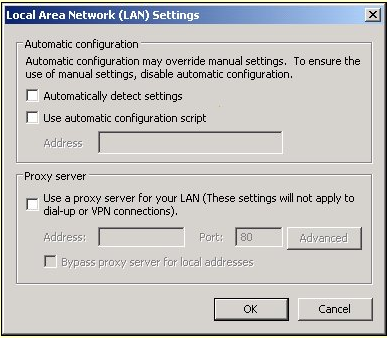 Local Area Network (LAN) Settings
Automatic configuration
Automatic configuration may override manual settings. To ensure the
use of manual settings, disable automatic configuration.
Automatically detect settings
Use automatic configuration script
Address
Proxy server
Use a proxy server for your LAN (These settings will not apply to
dial-up or VPN connections).
Address:
Port:
80
Advanced
Bypass proxy server for local addresses
OK
Cancel